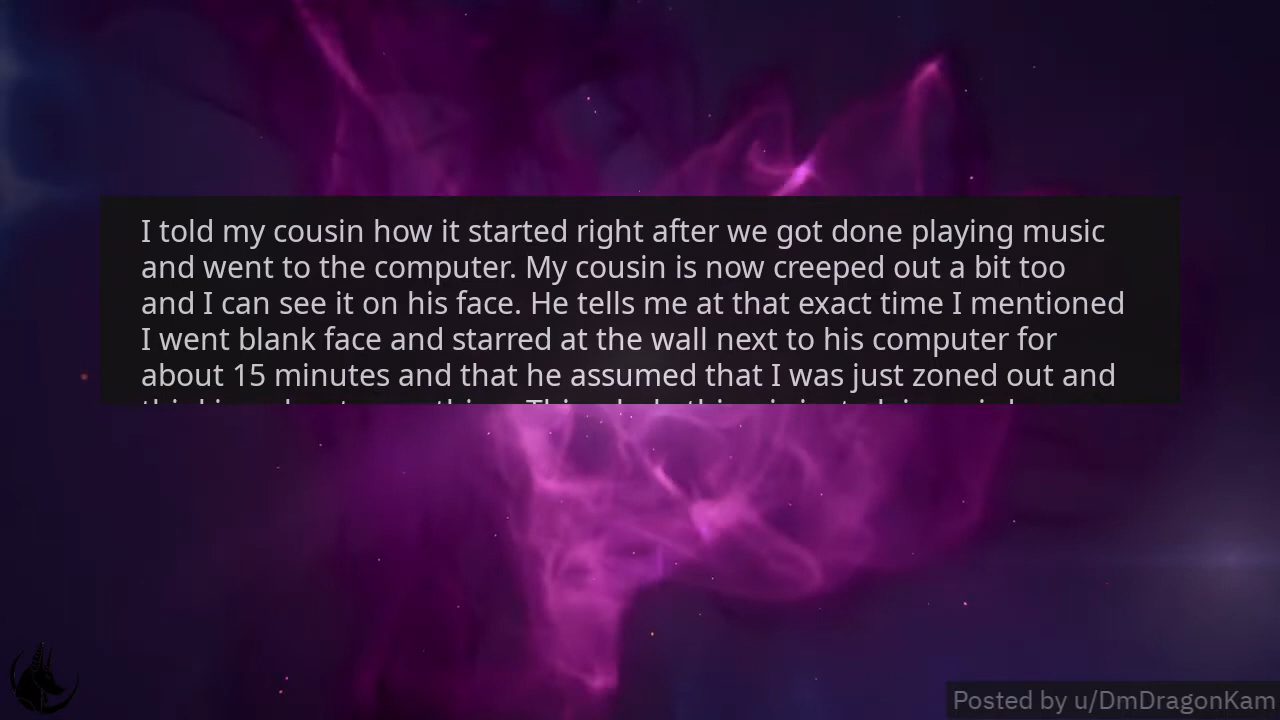 I told my cousin how it started right after we got done playing music
and went to the computer. My cousin is now creeped out a bit too
and I can see it on his face. He tells me at that exact time I mentioned
I went blank face and starred at the wall next to his computer for
about 15 minutes and that he assumed that I was just zoned out and
Posted by u/DmDragonKam